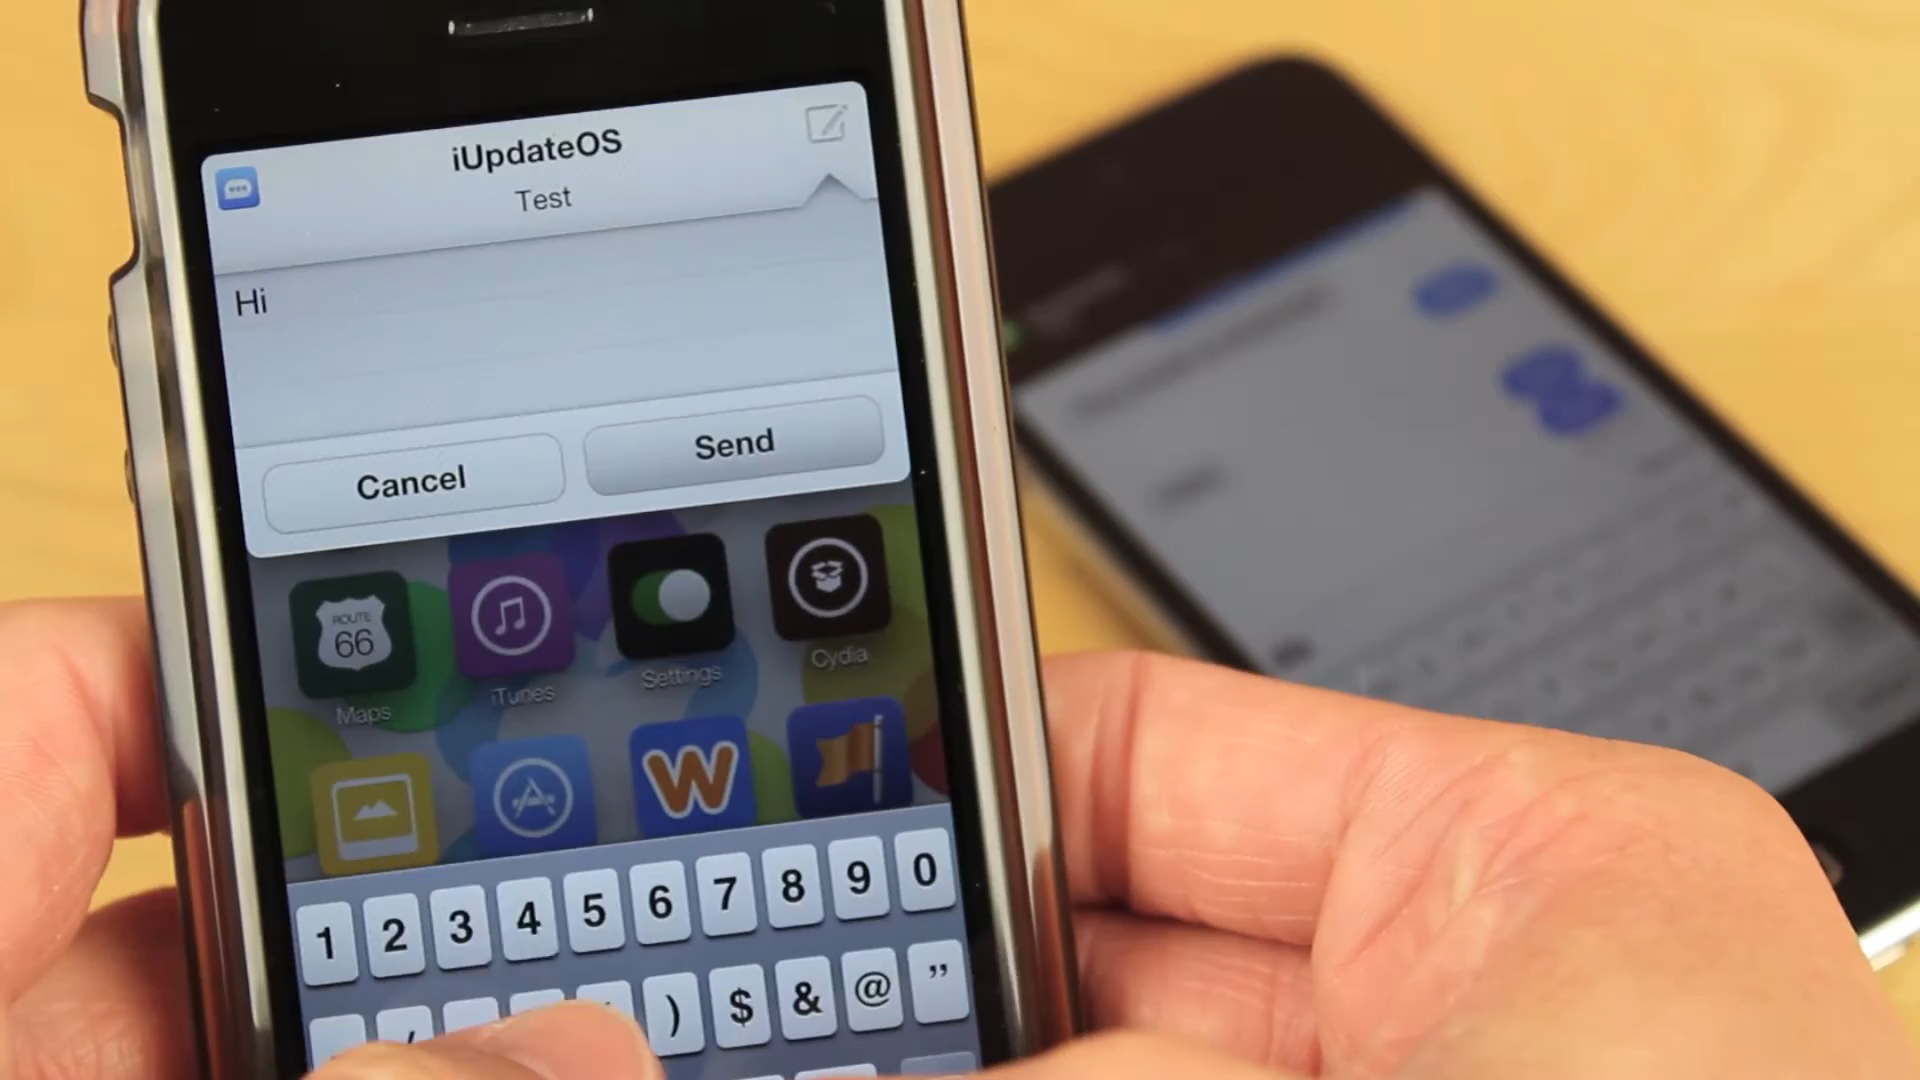 iUpdateOS
Test
Hi
Cancel
Send
ROUTE
66
Maps
iTunes
Settings
Cydia
W
1 2 3 4 5 6 7 8 9 0
) $ & @ ”